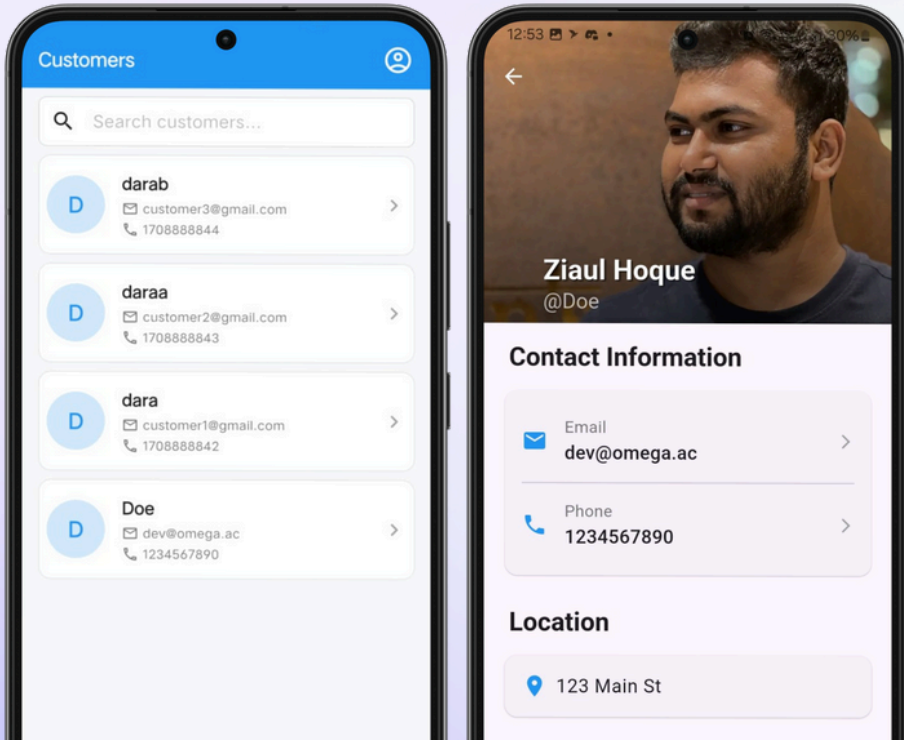 Customers
Search customers...
D
darab
customer3@gmail.com
1708888844
D
daraa
customer2@gmail.com
1708888843
D
dara
customer1@gmail.com
1708888842
D
Doe
dev@omega.ac
1234567890
12:53
30%
Ziaul Hoque
@Doe
Contact Information
Email
dev@omega.ac
Phone
1234567890
Location
123 Main St